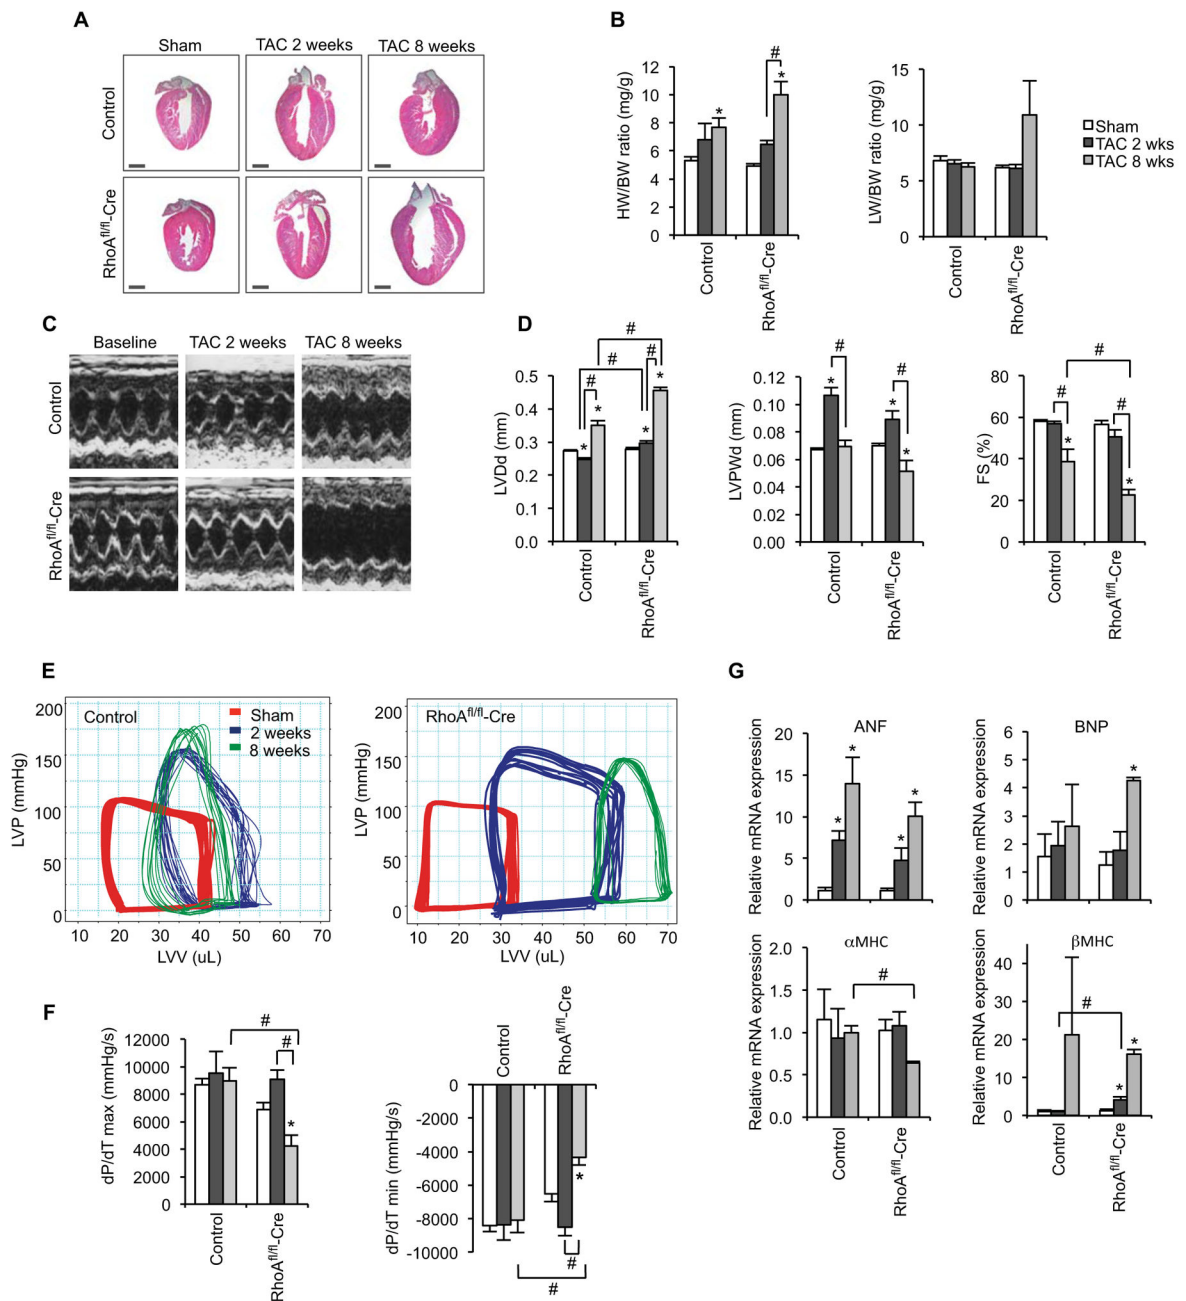 A
Sham TAC 2 weeks TAC 8 weeks
Control
RhoAfl/fl-Cre
B
HW/BW ratio (mg/g)
12
10
8
6
4
2
0
*
#
*
Control
RhoAfl/fl-Cre
LW/BW ratio (mg/g)
15
10
5
0
Control
RhoAfl/fl-Cre
Sham
TAC 2 wks
TAC 8 wks
C
Baseline TAC 2 weeks TAC 8 weeks
Control
RhoAfl/fl-Cre
D
LVDd (mm)
0.5
0.4
0.3
0.2
0.1
0.0
#
#
# #
* * * *
Control
RhoAfl/fl-Cre
LVPWd (mm)
0.12
0.10
0.08
0.06
0.04
0.02
0.00
# #
* * *
Control
RhoAfl/fl-Cre
FS (%)
80
60
40
20
0
#
# #
* *
Control
RhoAfl/fl-Cre
E
LVP (mmHg)
200
150
100
50
0
Control
Sham
2 weeks
8 weeks
10 20 30 40 50 60 70
LVV (uL)
LVP (mmHg)
200
150
100
50
0
RhoAfl/fl-Cre
10 20 30 40 50 60 70
LVV (uL)
F
dP/dT max (mmHg/s)
12000
10000
8000
6000
4000
2000
0
#
#
*
Control
RhoAfl/fl-Cre
Control
RhoAfl/fl-Cre
dP/dT min (mmHg/s)
0
-2000
-4000
-6000
-8000
-10000
*
#
#
G
ANF
Relative mRNA expression
20
15
10
5
0
* * * *
BNP
Relative mRNA expression
6
5
4
3
2
1
0
*
αMHC
Relative mRNA expression
2.0
1.5
1.0
0.5
0.0
#
Control
RhoAfl/fl-Cre
βMHC
Relative mRNA expression
40
30
20
10
0
#
* *
Control
RhoAfl/fl-Cre